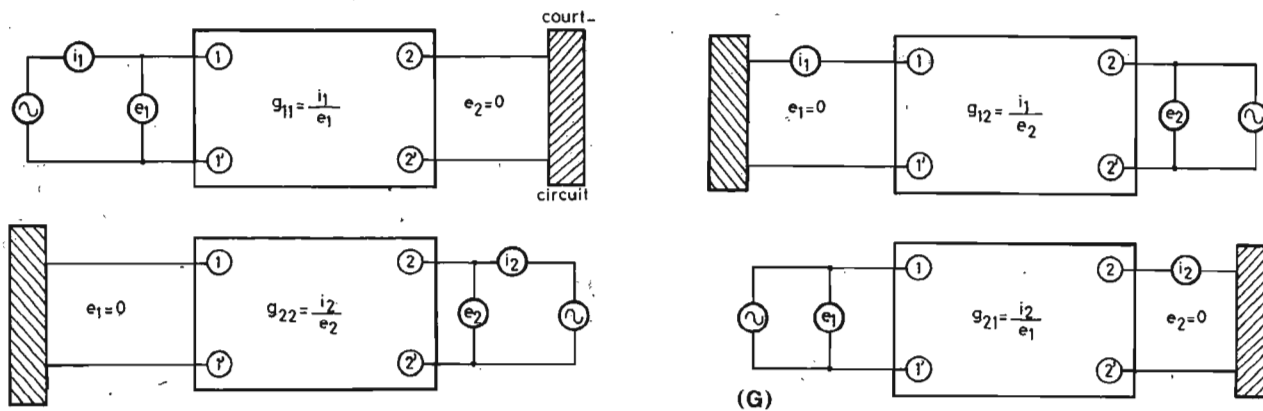 court-
i1
e1
1
1'
g11 = i1/e1
2
2'
e2=0
circuit
e1=0
i1
1
1'
g12 = i1/e2
2
2'
e2
e1=0
1
1'
g22 = i2/e2
2
2'
e2
i2
e1
1
1'
g21 = i2/e1
2
2'
i2
e2=0
(G)